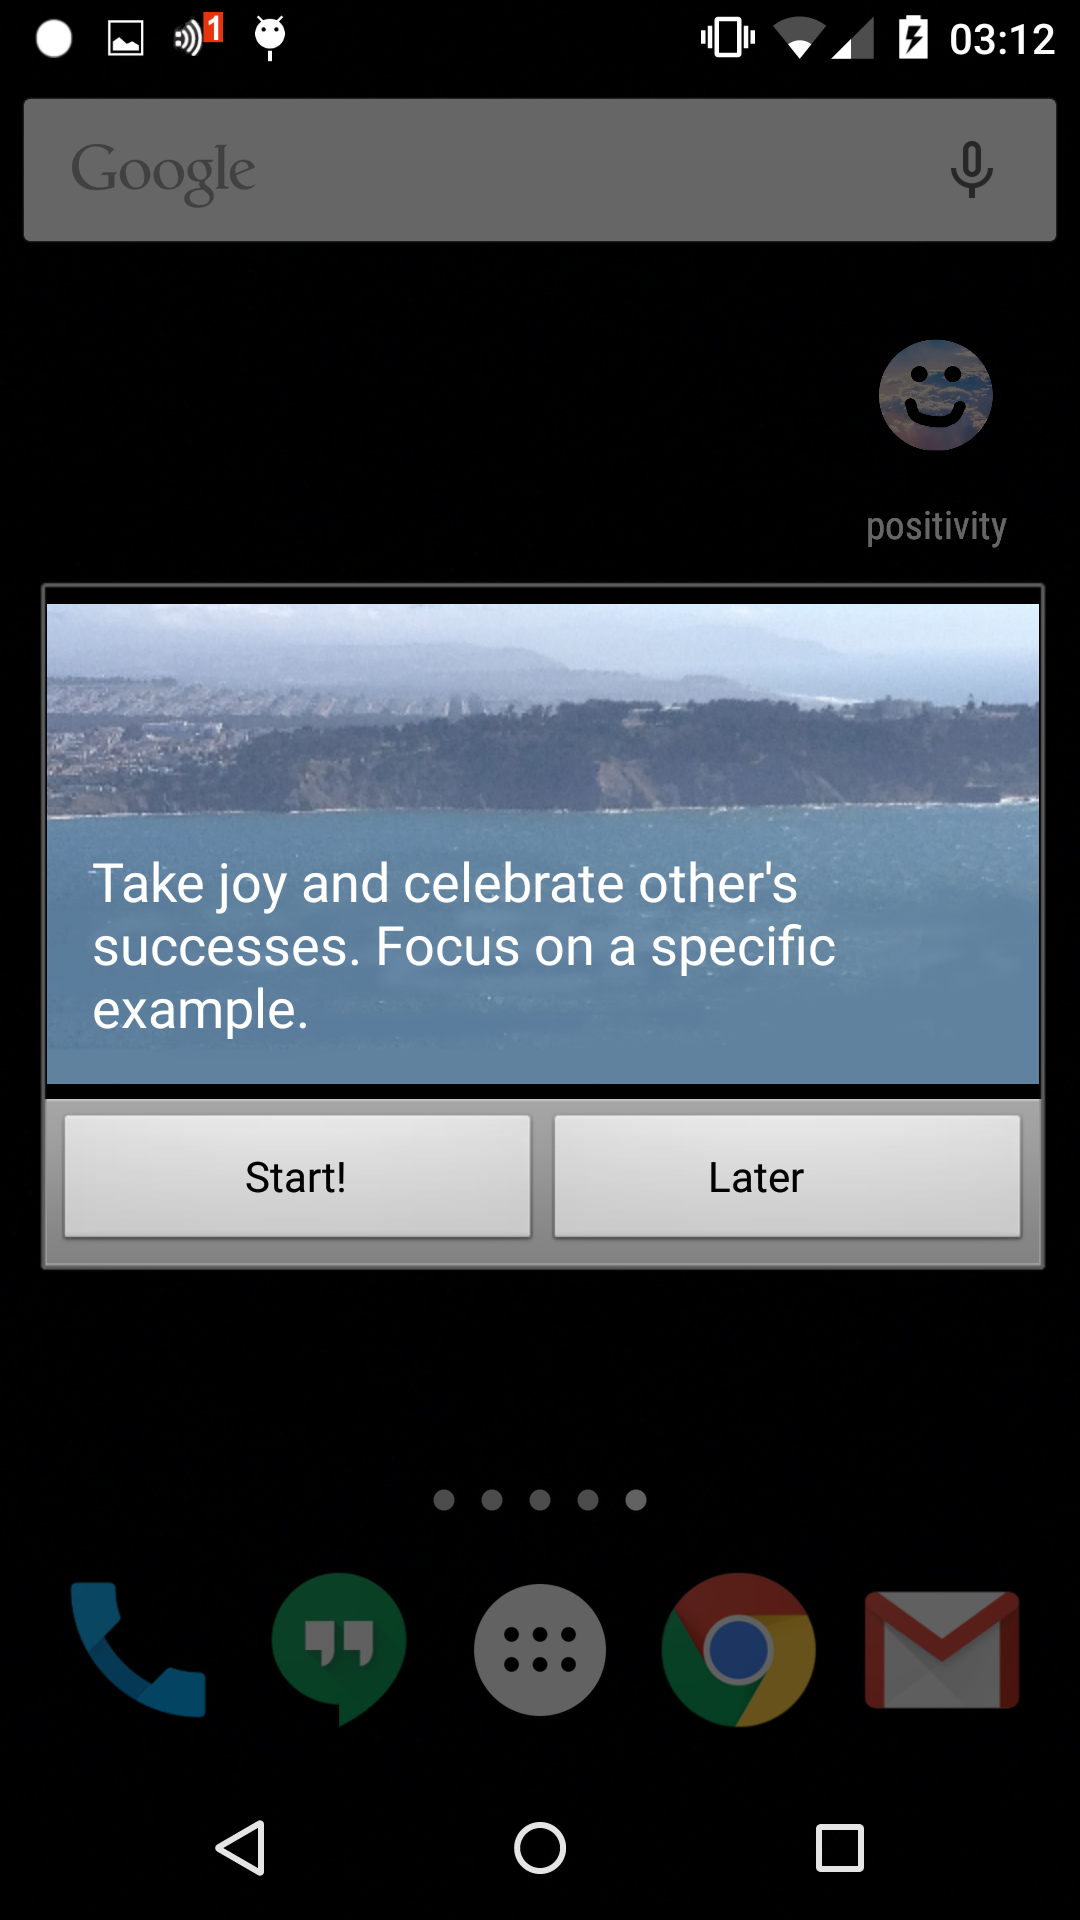 1
03:12
Google
positivity
Take joy and celebrate other's
successes. Focus on a specific
example.
Start!
Later